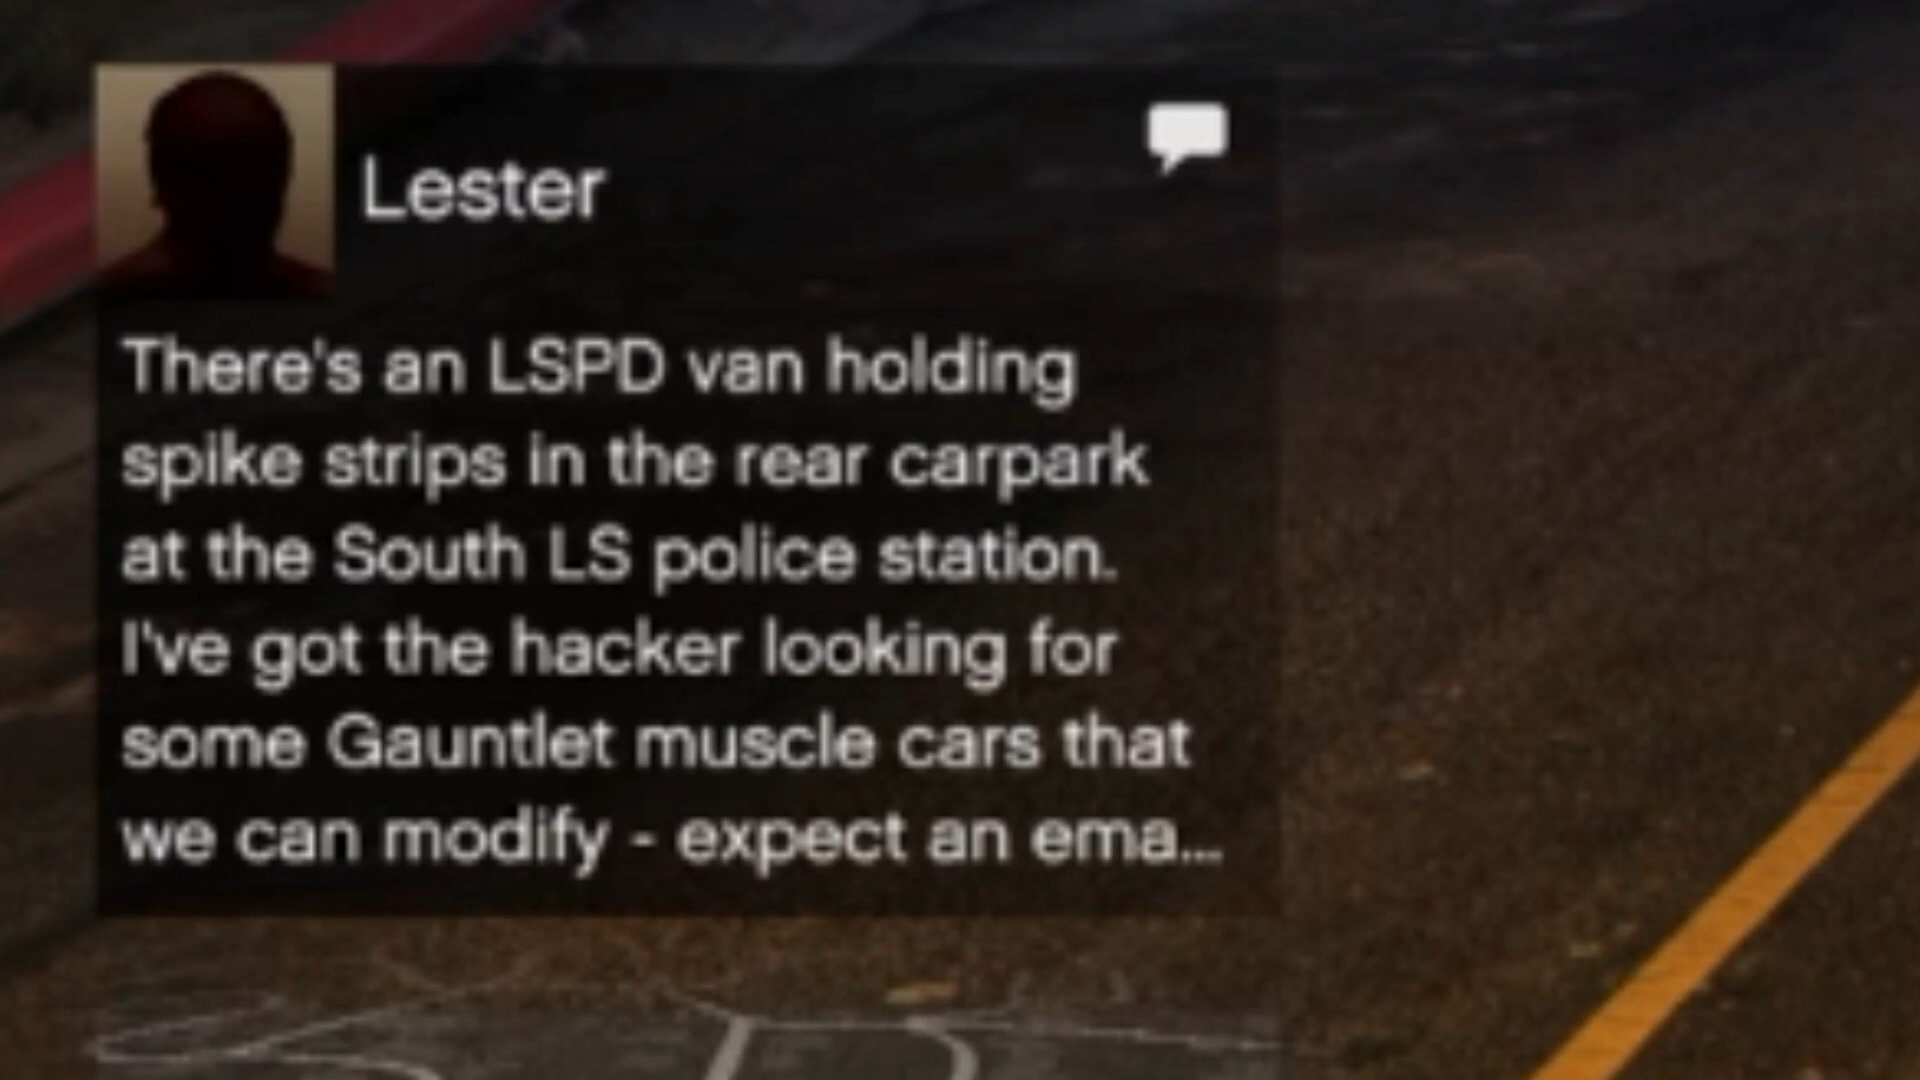 Lester
There's an LSPD van holding
spike strips in the rear carpark
at the South LS police station.
I've got the hacker looking for
some Gauntlet muscle cars that
we can modify - expect an ema...